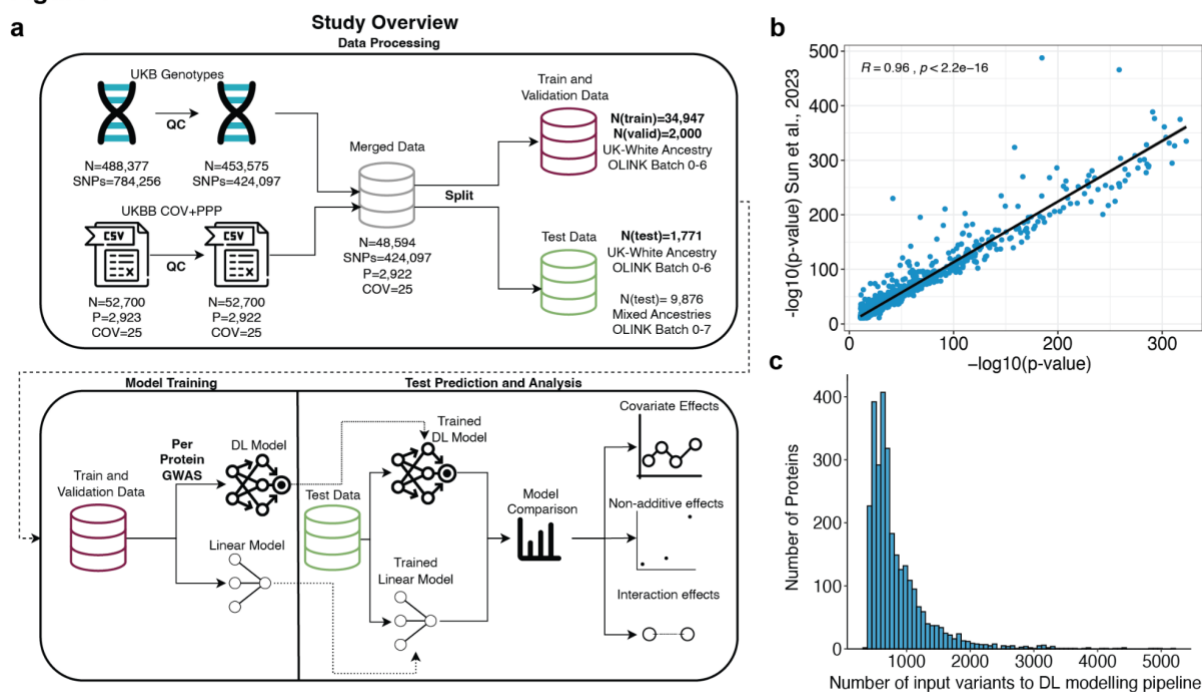 a
Study Overview
Data Processing
UKB Genotypes
QC
N=488,377
SNPs=784,256
N=453,575
SNPs=424,097
UKBB COV+PPP
CSV
QC
CSV
N=52,700
P=2,923
COV=25
N=52,700
P=2,922
COV=25
Merged Data
N=48,594
SNPs=424,097
P=2,922
COV=25
Split
Train and
Validation Data
N(train)=34,947
N(valid)=2,000
UK-White Ancestry
OLINK Batch 0-6
Test Data
N(test)=1,771
UK-White Ancestry
OLINK Batch 0-6
N(test)= 9,876
Mixed Ancestries
OLINK Batch 0-7
Model Training
Train and
Validation Data
Per
Protein
GWAS
DL Model
Linear Model
Test Prediction and Analysis
Test Data
Trained
DL Model
Trained
Linear Model
Model
Comparison
Covariate Effects
Non-additive effects
Interaction effects
b
-log10(p-value) Sun et al., 2023
500
400
300
200
100
0
R = 0.96 , p < 2.2e−16
0
100
200
300
−log10(p-value)
c
Number of Proteins
400
300
200
100
0
1000
2000
3000
4000
5000
Number of input variants to DL modelling pipeline